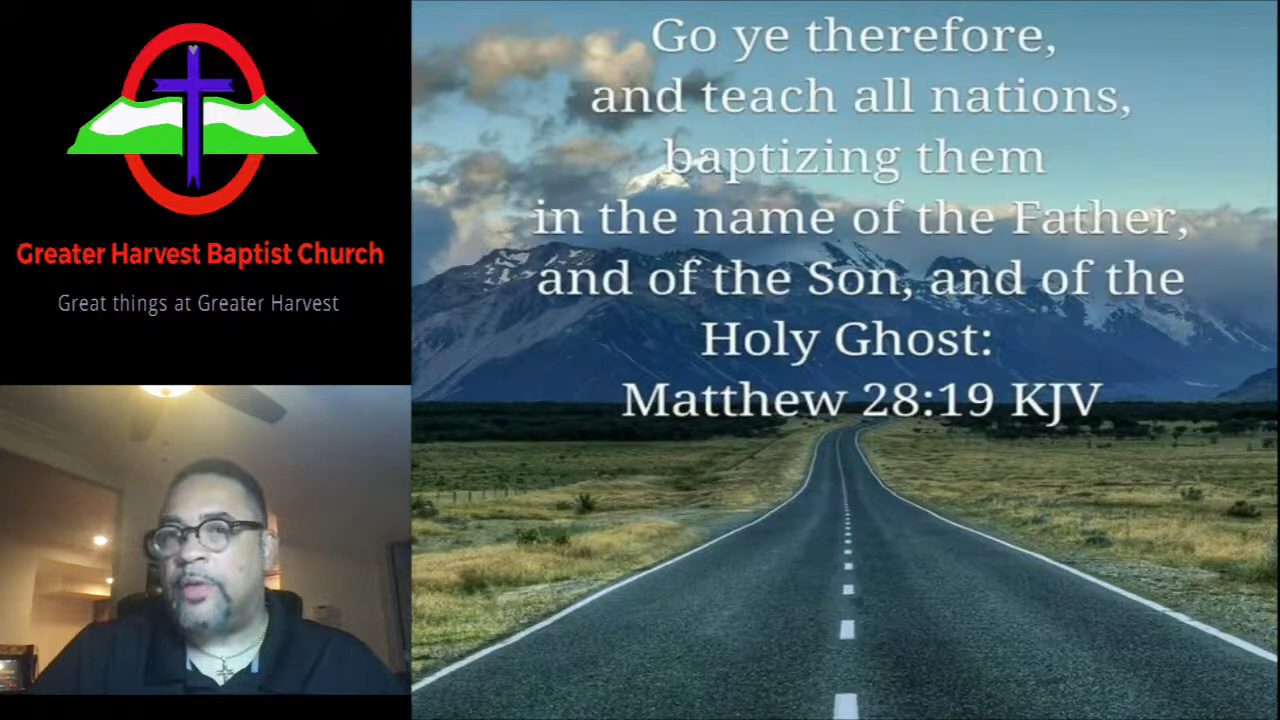 Greater Harvest Baptist Church
Great things at Greater Harvest
Go ye therefore,
and teach all nations,
baptizing them
in the name of the Father,
and of the Son, and of the
Holy Ghost:
Matthew 28:19 KJV